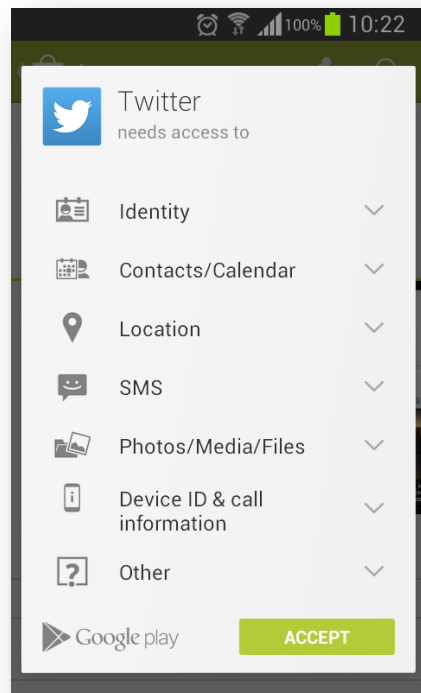 100% 10:22
Twitter
needs access to
Identity
Contacts/Calendar
Location
SMS
Photos/Media/Files
Device ID & call
information
Other
Google play
ACCEPT